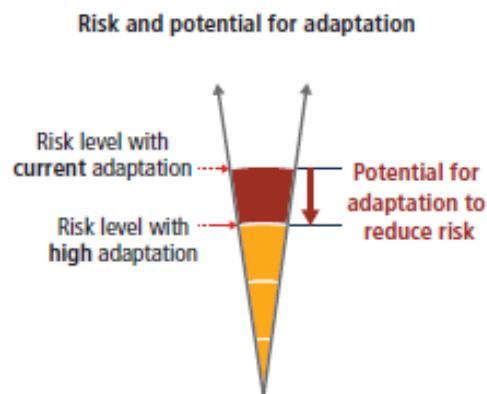 Risk and potential for adaptation
Risk level with
current adaptation
Risk level with
high adaptation
Potential for
adaptation to
reduce risk